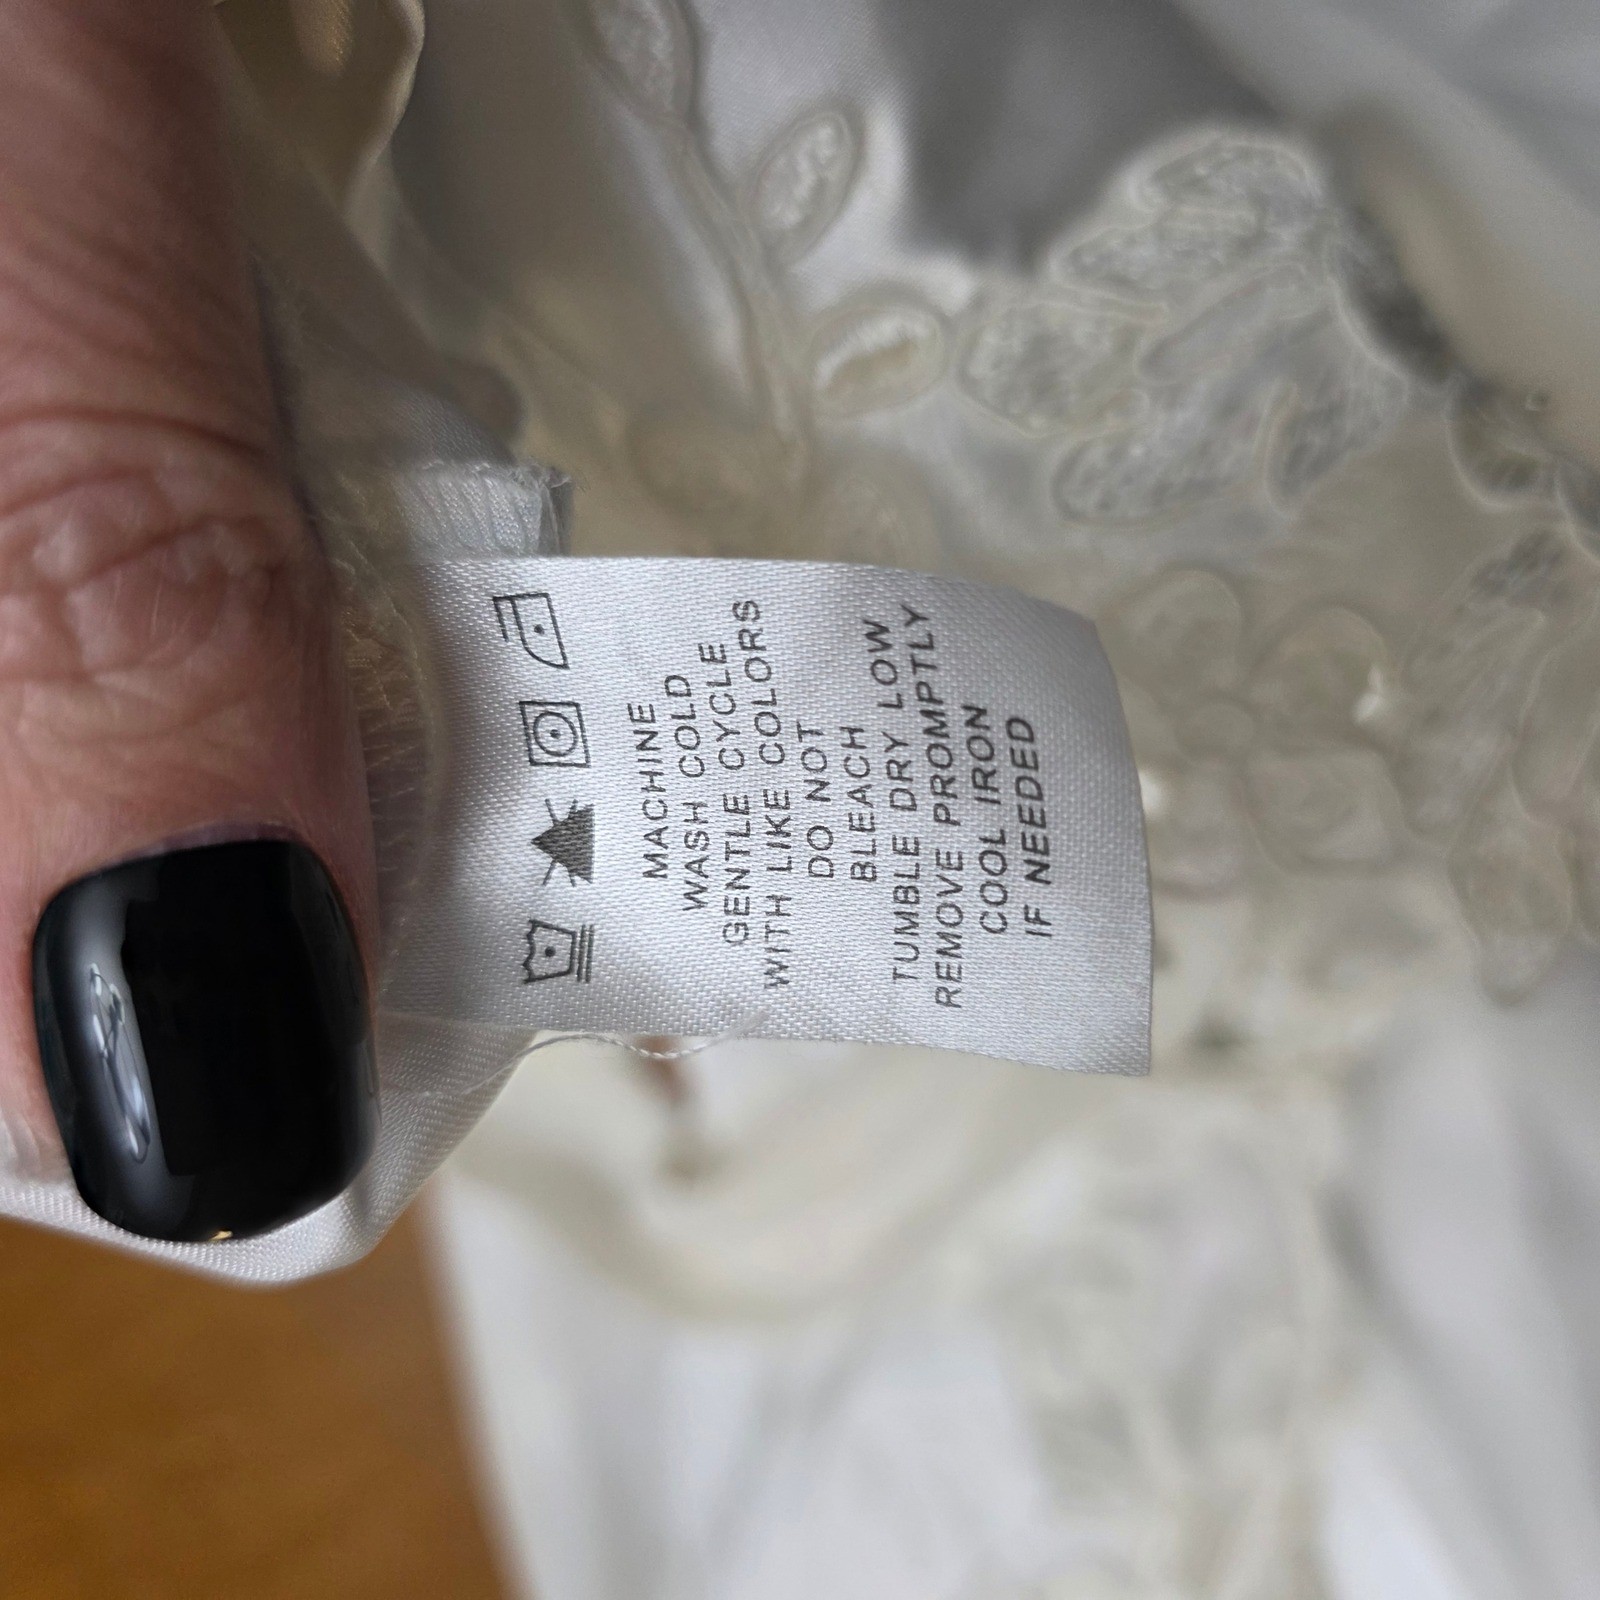 MACHINE
WASH COLD
GENTLE CYCLE
WITH LIKE COLORS
DO NOT
BLEACH
TUMBLE DRY LOW
REMOVE PROMPTLY
COOL IRON
IF NEEDED